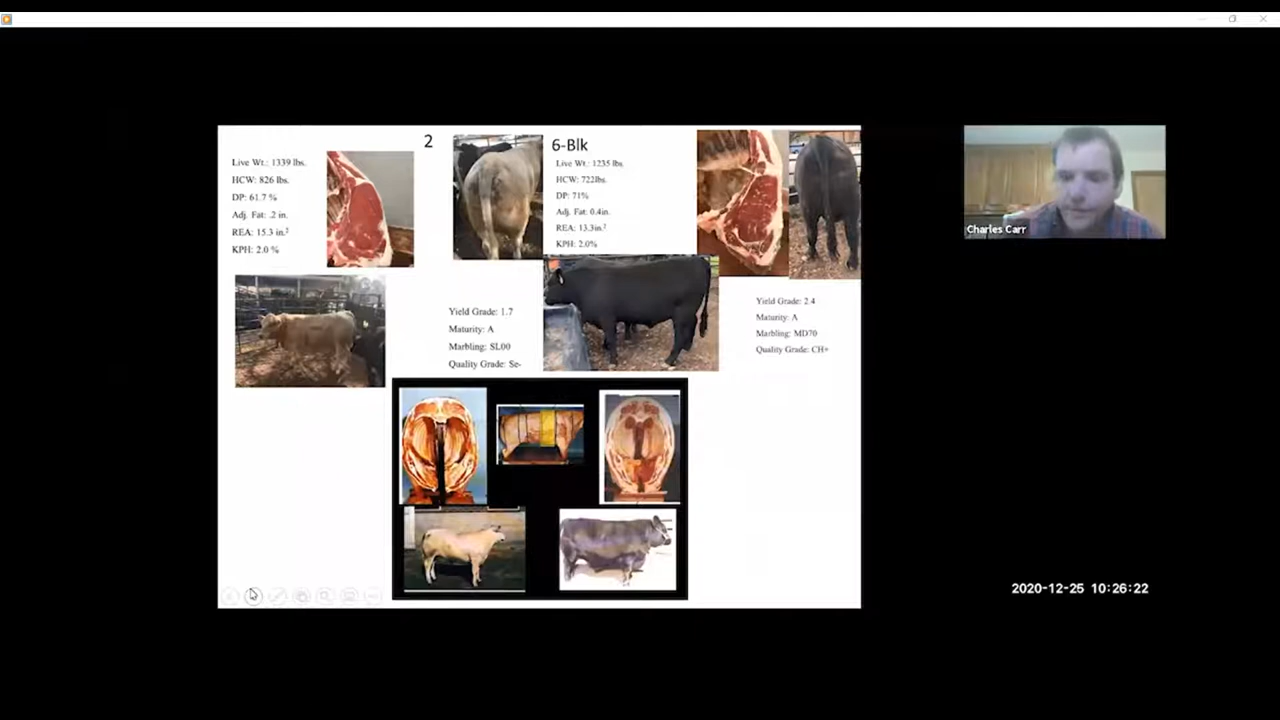 2
Live Wt.: 1339 lbs.
HCW: 826 lbs.
DP: 61.7 %
Adj. Fat: .2 in.
REA: 15.3 in.²
KPH: 2.0 %
Yield Grade: 1.7
Maturity: A
Marbling: SL00
Quality Grade: Se-
6-Blk
Live Wt.: 1235 lbs.
HCW: 722lbs.
DP: 71%
Adj. Fat: 0.4in.
REA: 13.3in.²
KPH: 2.0%
Yield Grade: 2.4
Maturity: A
Marbling: MD70
Quality Grade: CH+
Charles Carr
2020-12-25 10:26:22